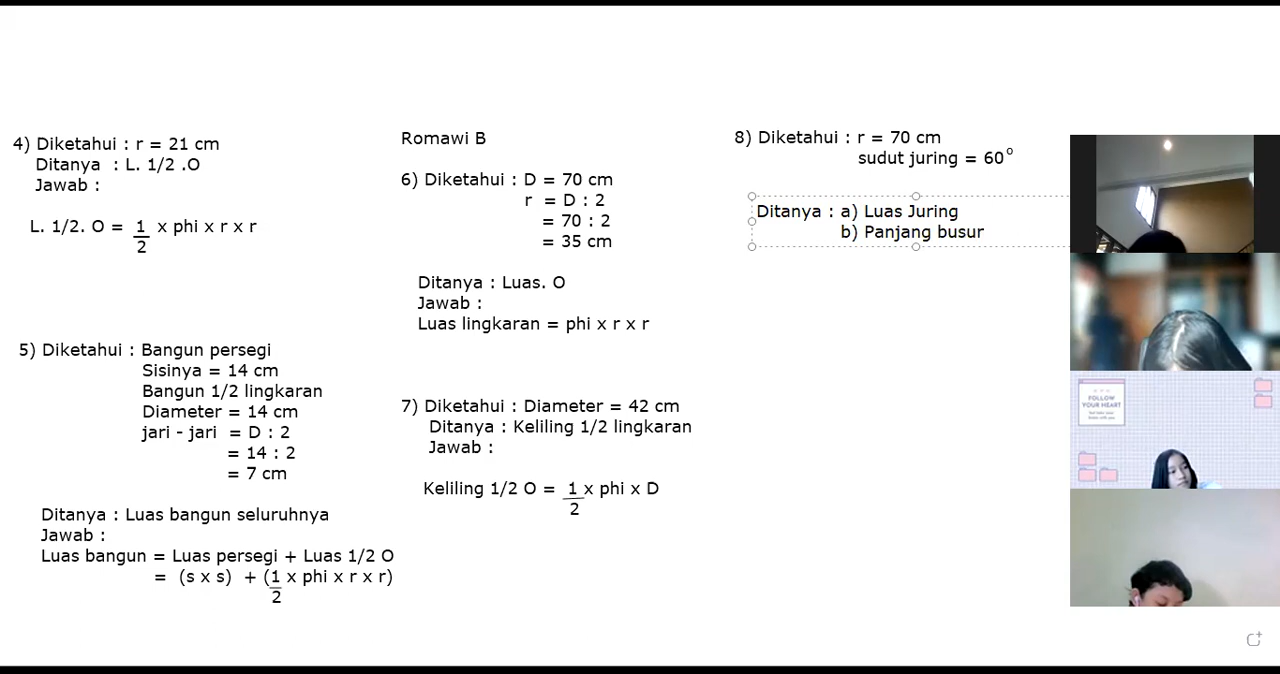 4) Diketahui : r = 21 cm
Ditanya : L. 1/2 .O
Jawab :
L. 1/2. O = 1/2 x phi x r x r
5) Diketahui : Bangun persegi
Sisinya = 14 cm
Bangun 1/2 lingkaran
Diameter = 14 cm
jari - jari = D : 2
= 14 : 2
= 7 cm
Ditanya : Luas bangun seluruhnya
Jawab :
Luas bangun = Luas persegi + Luas 1/2 O
= (s x s) + (1/2 x phi x r x r)
Romawi B
6) Diketahui : D = 70 cm
r = D : 2
= 70 : 2
= 35 cm
Ditanya : Luas. O
Jawab :
Luas lingkaran = phi x r x r
7) Diketahui : Diameter = 42 cm
Ditanya : Keliling 1/2 lingkaran
Jawab :
Keliling 1/2 O = 1/2 x phi x D
8) Diketahui : r = 70 cm
sudut juring = 60°
Ditanya : a) Luas Juring
b) Panjang busur
FOLLOW
YOUR HEART